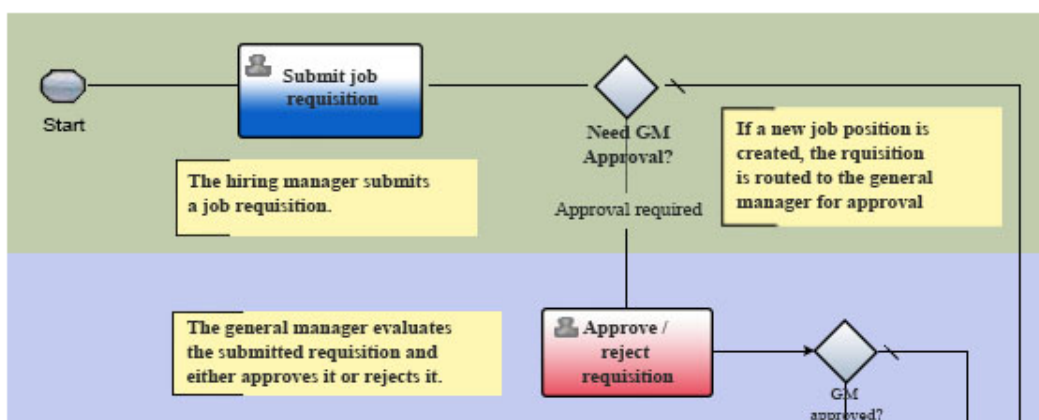 Submit job
requisition
Start
Need GM
Approval?
If a new job position is
created, the rquisition
is routed to the general
manager for approval
The hiring manager submits
a job requisition.
Approval required
The general manager evaluates
the submitted requisition and
either approves it or rejects it.
Approve /
reject
requisition
GM
approved?